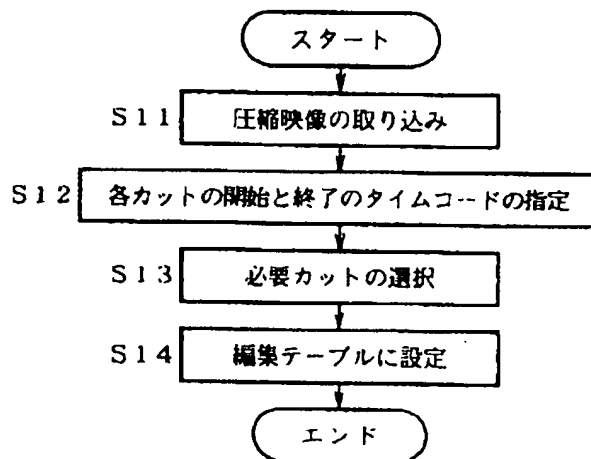 スタート
S11 圧縮映像の取り込み
S12 各カットの開始と終了のタイムコードの指定
S13 必要カットの選択
S14 編集テーブルに設定
エンド